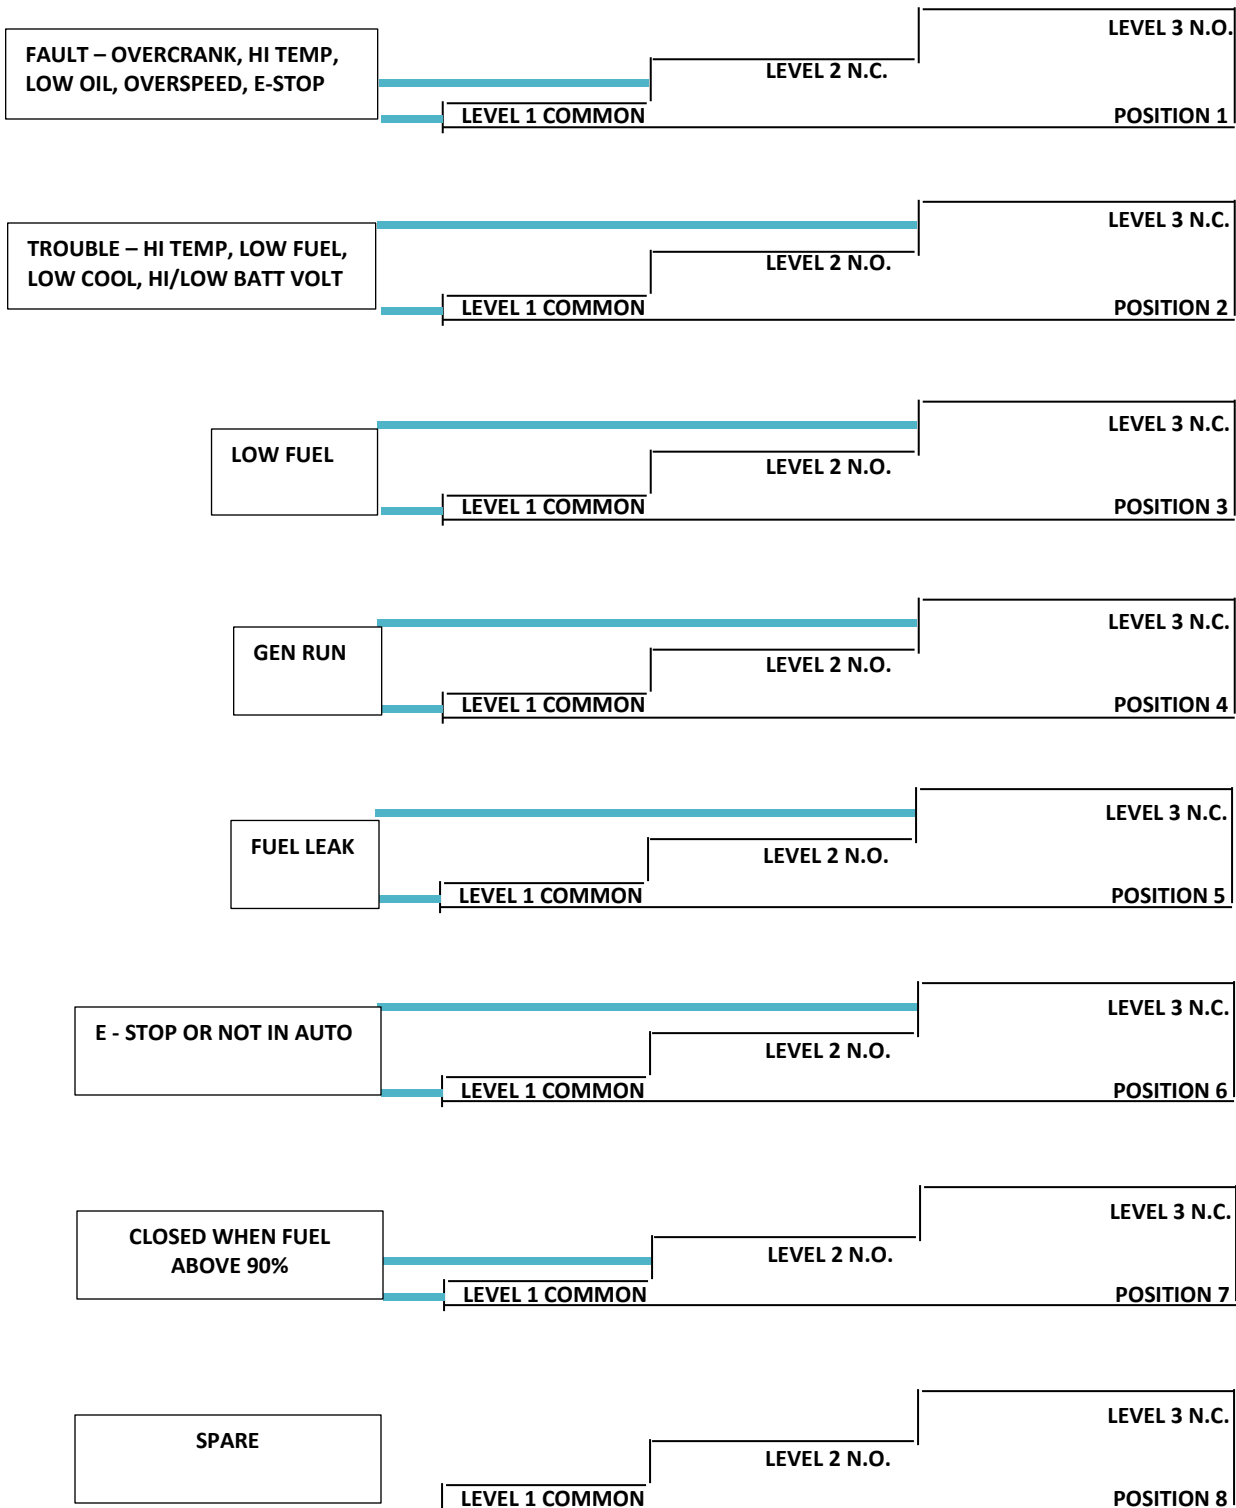 LEVEL 3 N.O.
FAULT – OVERCRANK, HI TEMP,
LOW OIL, OVERSPEED, E-STOP
LEVEL 2 N.C.
LEVEL 1 COMMON
POSITION 1
LEVEL 3 N.C.
TROUBLE – HI TEMP, LOW FUEL,
LOW COOL, HI/LOW BATT VOLT
LEVEL 2 N.O.
LEVEL 1 COMMON
POSITION 2
LEVEL 3 N.C.
LOW FUEL
LEVEL 2 N.O.
LEVEL 1 COMMON
POSITION 3
LEVEL 3 N.C.
GEN RUN
LEVEL 2 N.O.
LEVEL 1 COMMON
POSITION 4
LEVEL 3 N.C.
FUEL LEAK
LEVEL 2 N.O.
LEVEL 1 COMMON
POSITION 5
LEVEL 3 N.C.
E - STOP OR NOT IN AUTO
LEVEL 2 N.O.
LEVEL 1 COMMON
POSITION 6
LEVEL 3 N.C.
CLOSED WHEN FUEL
ABOVE 90%
LEVEL 2 N.O.
LEVEL 1 COMMON
POSITION 7
LEVEL 3 N.C.
SPARE
LEVEL 2 N.O.
LEVEL 1 COMMON
POSITION 8